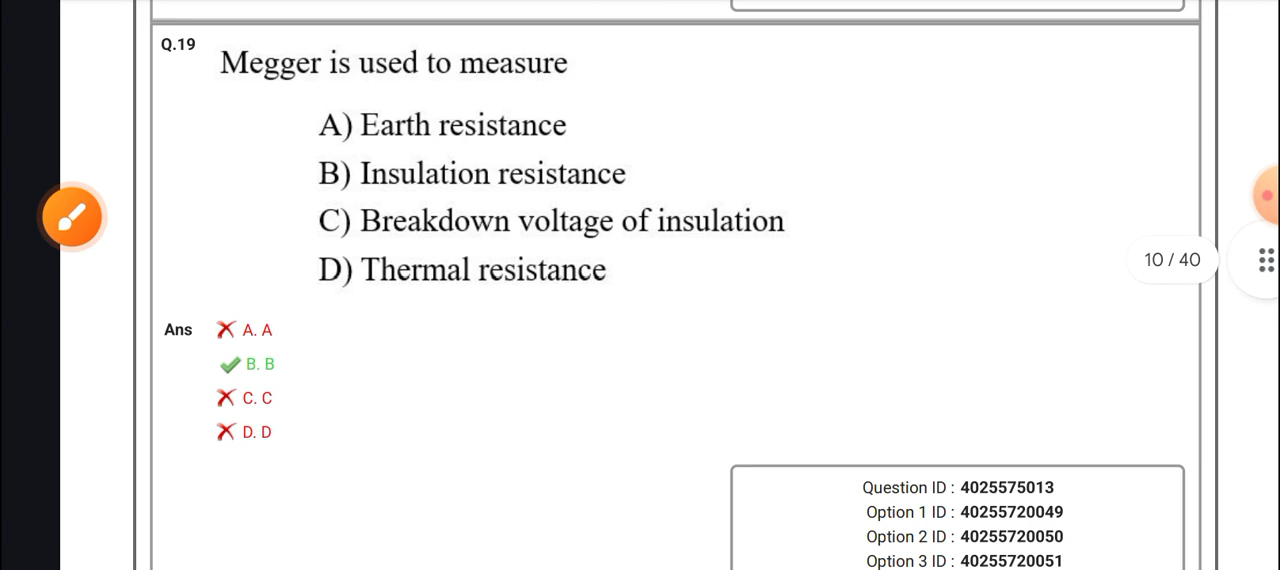 Q.19
Megger is used to measure
A) Earth resistance
B) Insulation resistance
C) Breakdown voltage of insulation
D) Thermal resistance
10 / 40
Ans
A. A
B. B
C. C
D. D
Question ID : 4025575013
Option 1 ID : 40255720049
Option 2 ID : 40255720050
Option 3 ID : 40255720051